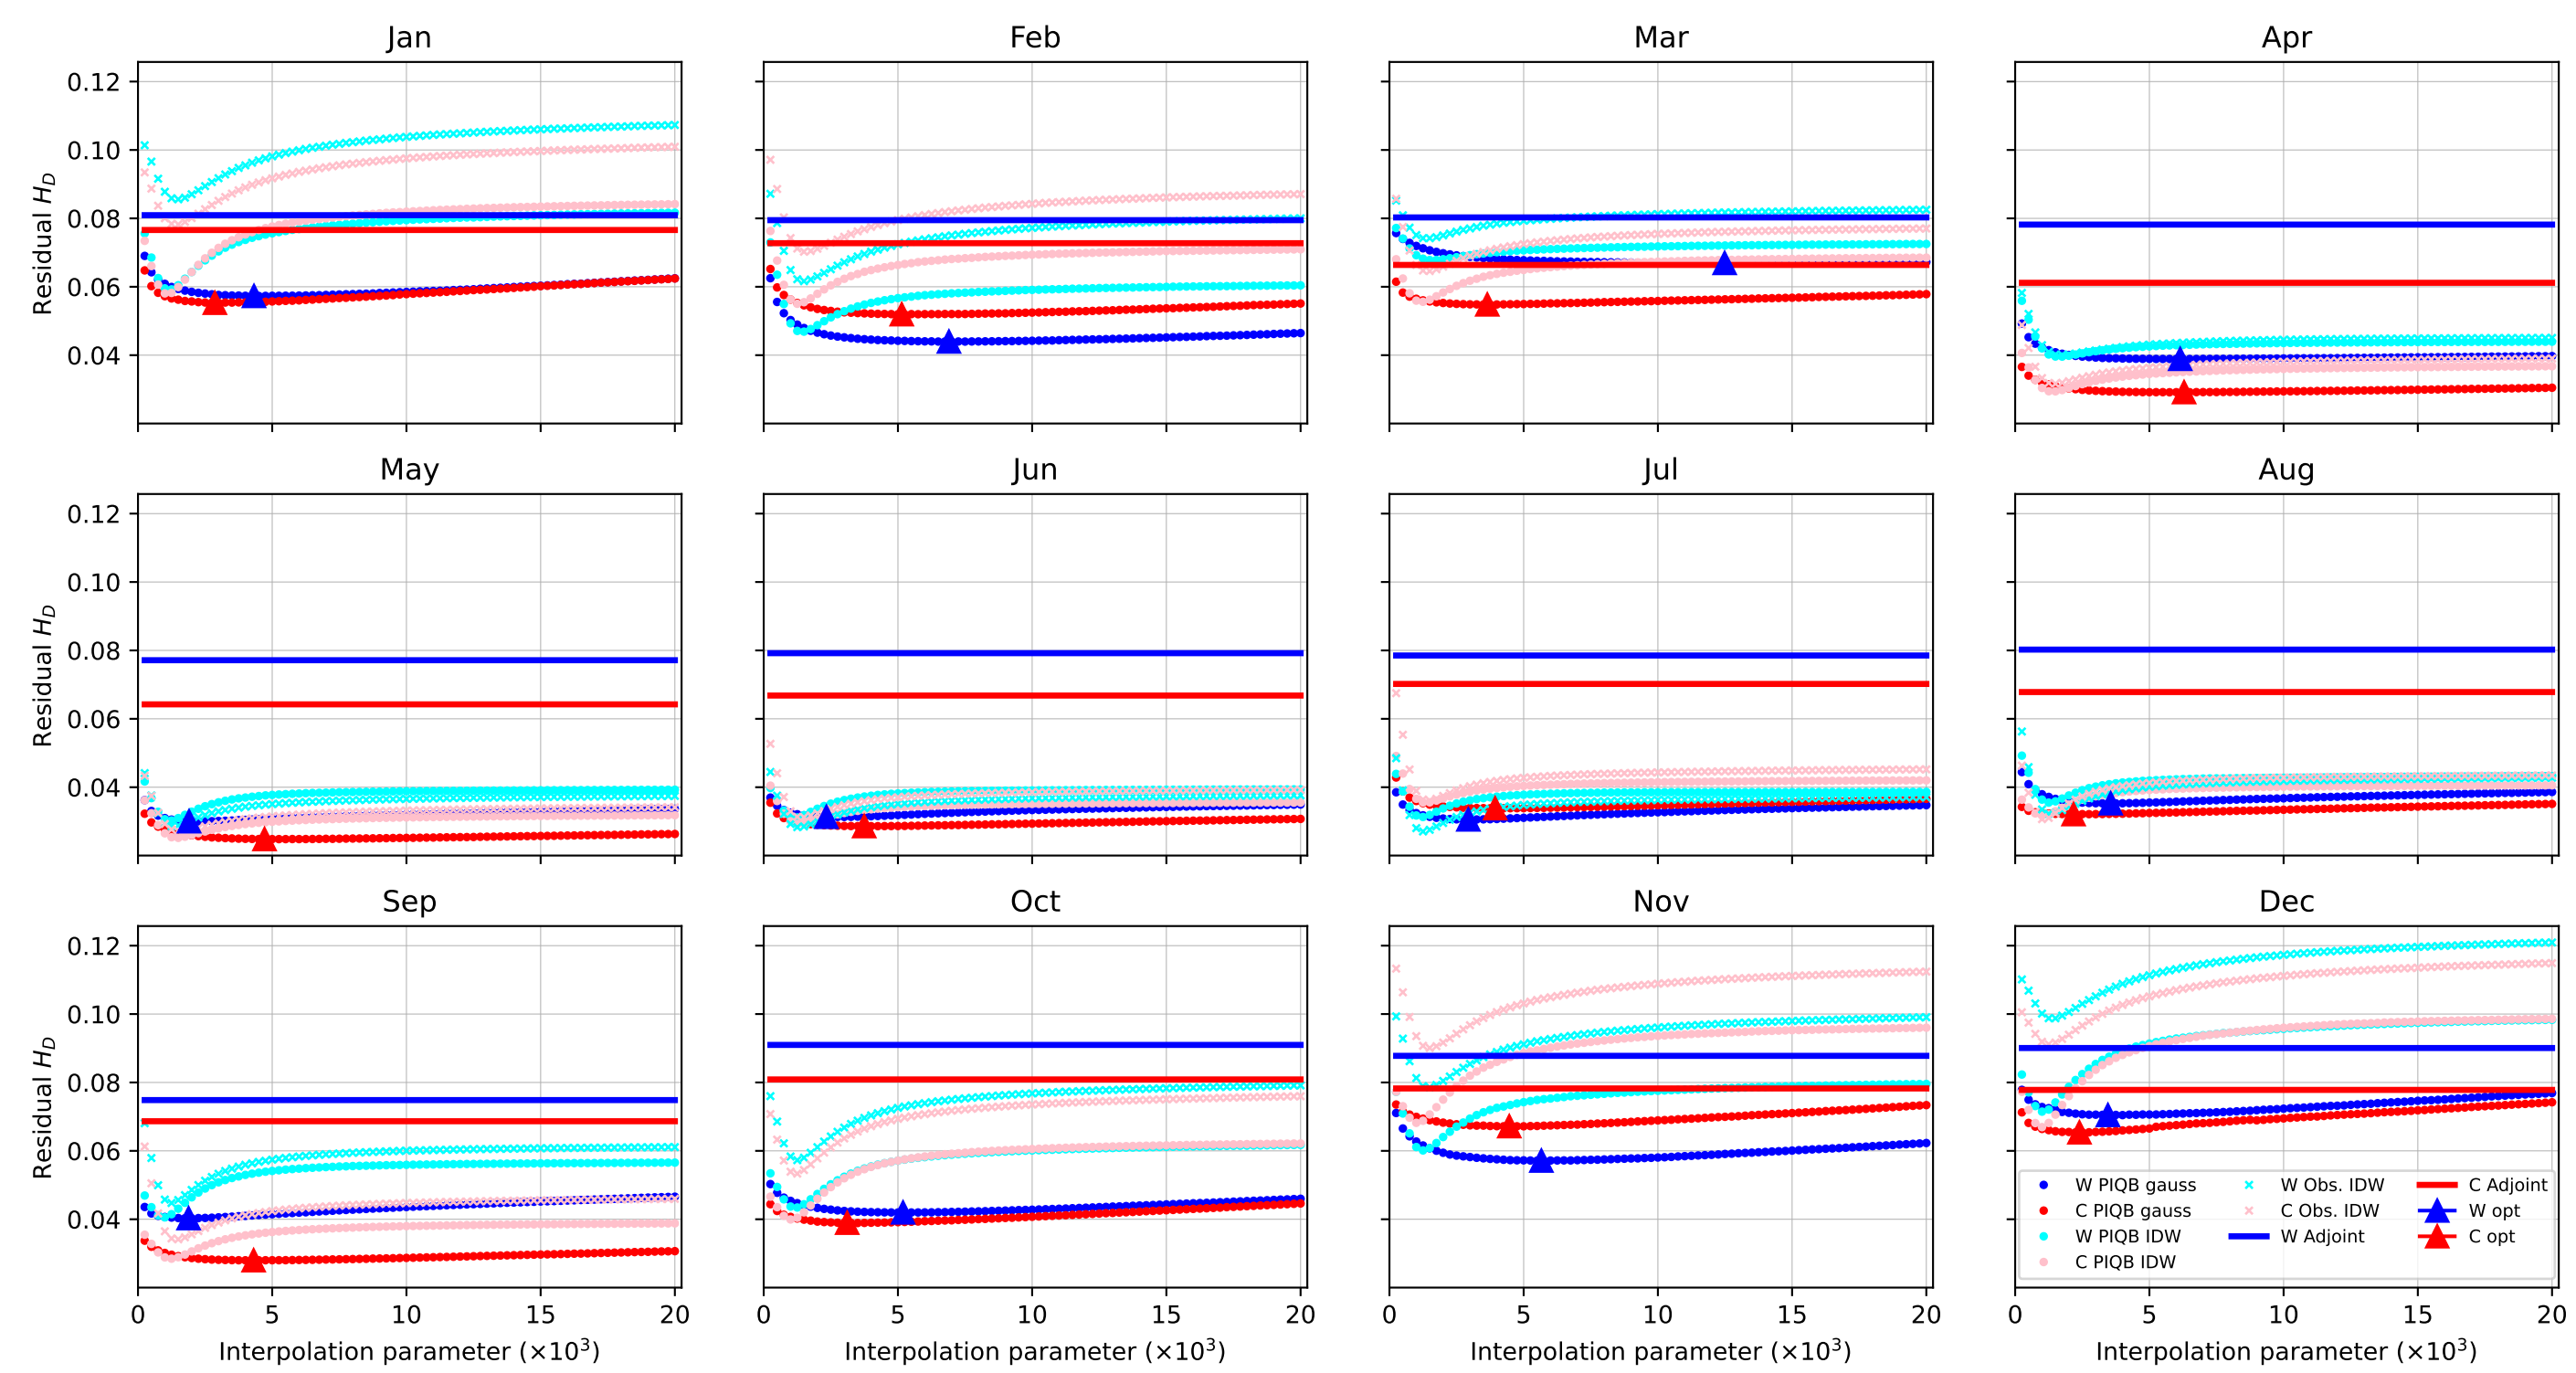 Jan
Feb
Mar
Apr
0.12
0.10
0.08
0.06
0.04
Residual H_D
May
Jun
Jul
Aug
0.12
0.10
0.08
0.06
0.04
Residual H_D
Sep
Oct
Nov
Dec
0.12
0.10
0.08
0.06
0.04
Residual H_D
W PIQB gauss
C PIQB gauss
W PIQB IDW
C PIQB IDW
W Obs. IDW
C Obs. IDW
W Adjoint
C Adjoint
W opt
C opt
0 5 10 15 20
0 5 10 15 20
0 5 10 15 20
0 5 10 15 20
Interpolation parameter (×10³)
Interpolation parameter (×10³)
Interpolation parameter (×10³)
Interpolation parameter (×10³)